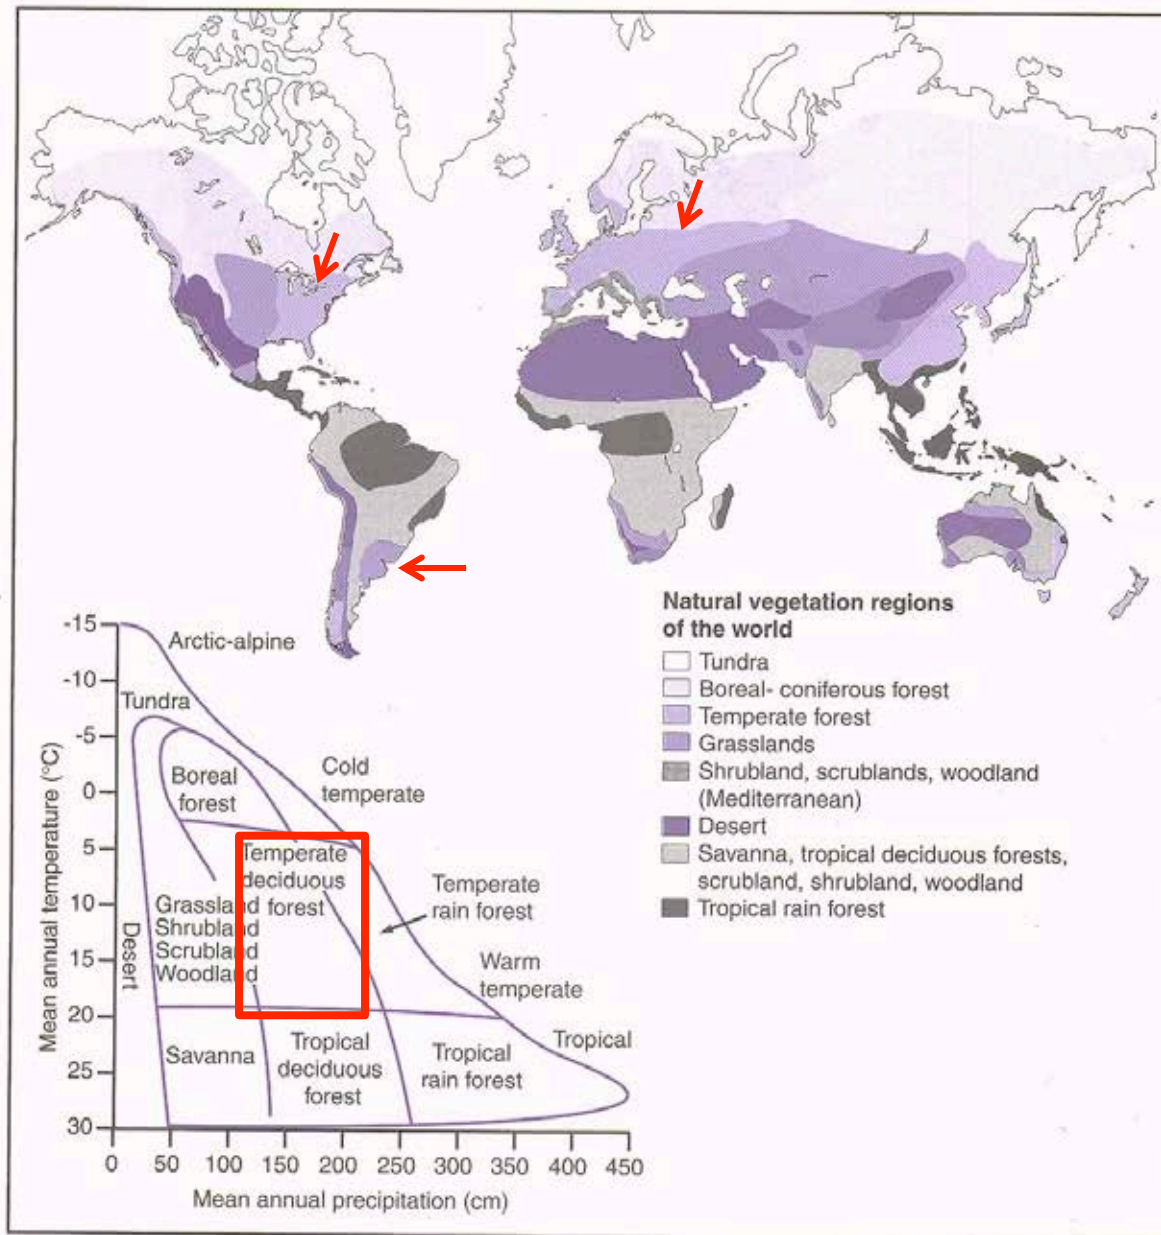 Natural vegetation regions
of the world
Tundra
Boreal- coniferous forest
Temperate forest
Grasslands
Shrubland, scrublands, woodland
(Mediterranean)
Desert
Savanna, tropical deciduous forests,
scrubland, shrubland, woodland
Tropical rain forest
Mean annual temperature (°C)
-15
-10
-5
0
5
10
15
20
25
30
Arctic-alpine
Tundra
Cold
temperate
Boreal
forest
Temperate
deciduous
forest
Temperate
rain forest
Grassland
Shrubland
Scrubland
Woodland
Desert
Warm
temperate
Savanna
Tropical
deciduous
forest
Tropical
rain forest
Tropical
0 50 100 150 200 250 300 350 400 450
Mean annual precipitation (cm)